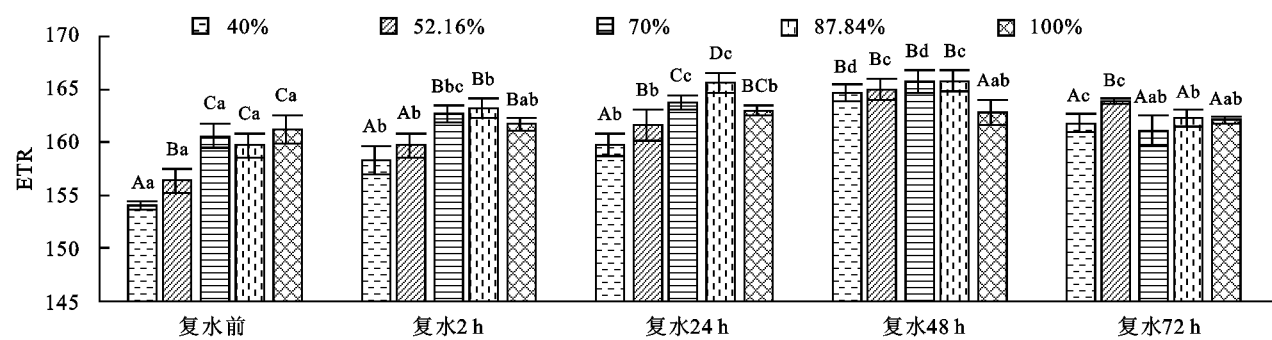 40% 52.16% 70% 87.84% 100%
170
165
160
155
150
145
ETR
Aa Ba Ca Ca Ca
Ab Ab Bbc Bb Bab
Ab Bb Cc Dc BCb
Bd Bc Bd Bc Aab
Ac Bc Aab Ab Aab
复水前 复水2 h 复水24 h 复水48 h 复水72 h